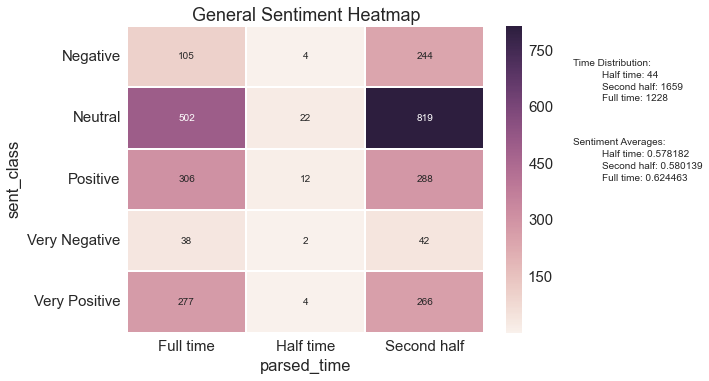 General Sentiment Heatmap
sent_class
Negative 105 4 244
Neutral 502 22 819
Positive 306 12 288
Very Negative 38 2 42
Very Positive 277 4 266
Full time Half time Second half
parsed_time
750
600
450
300
150
Time Distribution:
Half time: 44
Second half: 1659
Full time: 1228
Sentiment Averages:
Half time: 0.578182
Second half: 0.580139
Full time: 0.624463